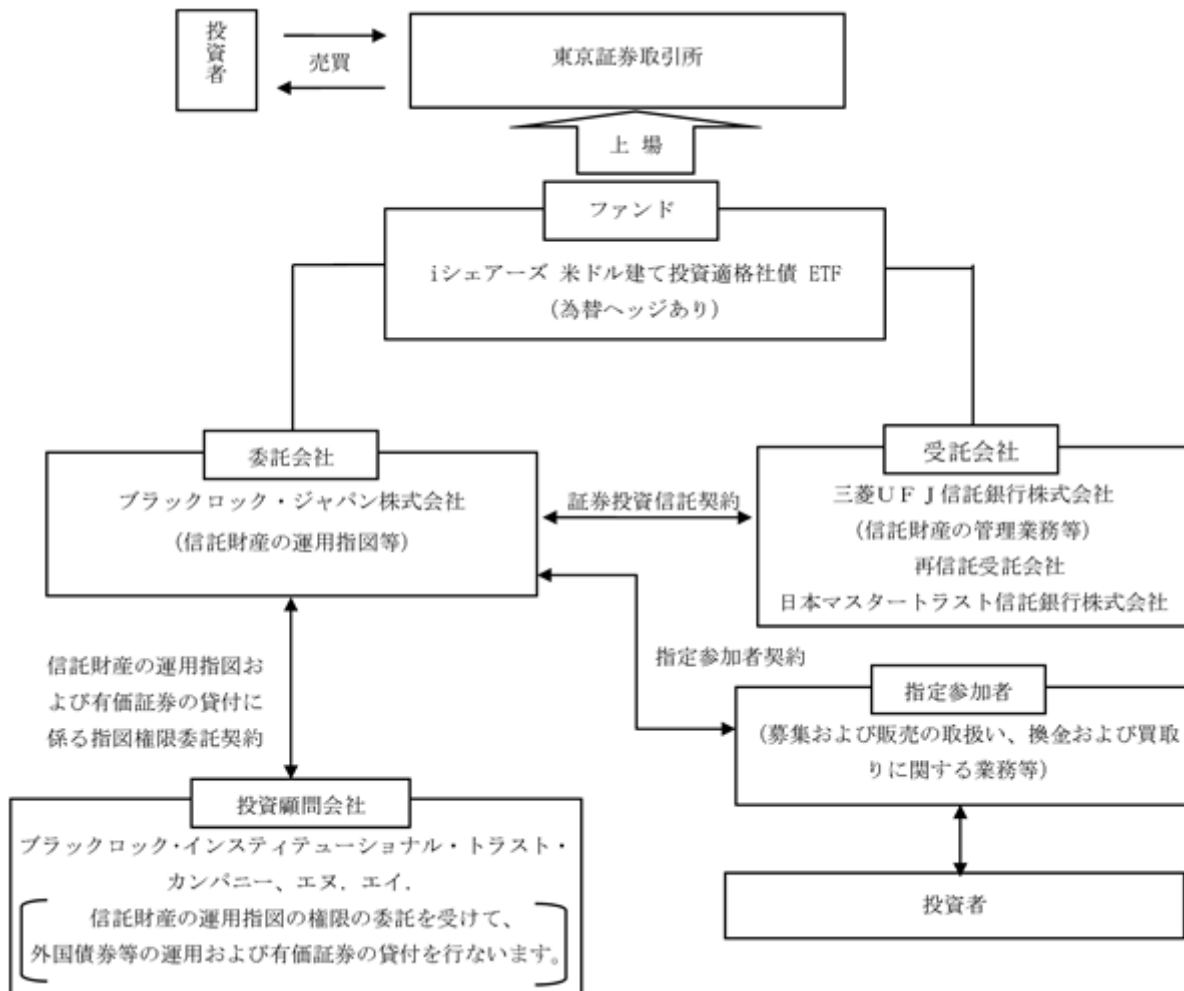 投資者
売買
東京証券取引所
上 場
ファンド
iシェアーズ 米ドル建て投資適格社債 ETF
（為替ヘッジあり）
委託会社
ブラックロック・ジャパン株式会社
（信託財産の運用指図等）
証券投資信託契約
受託会社
三菱ＵＦＪ信託銀行株式会社
（信託財産の管理業務等）
再信託受託会社
日本マスタートラスト信託銀行株式会社
信託財産の運用指図お
よび有価証券の貸付に
係る指図権限委託契約
指定参加者契約
指定参加者
（募集および販売の取扱い、換金および買取
りに関する業務等）
投資顧問会社
ブラックロック・インスティテューショナル・トラスト・
カンパニー、エヌ．エイ．
信託財産の運用指図の権限の委託を受けて、
外国債券等の運用および有価証券の貸付を行ないます。
投資者